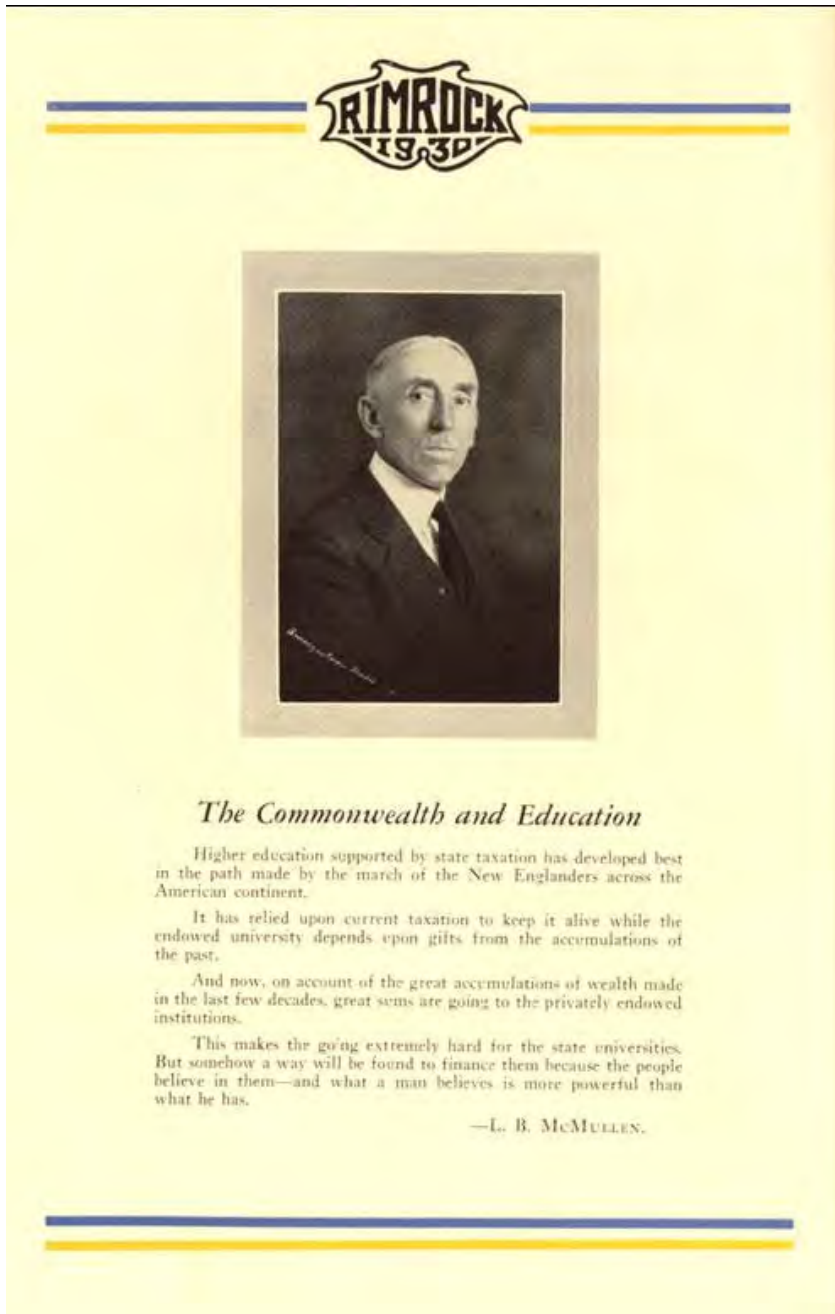 RIMROCK
1930
The Commonwealth and Education
Higher education supported by state taxation has developed best
in the path made by the march of the New Englanders across the
American continent.
It has relied upon current taxation to keep it alive while the
endowed university depends upon gifts from the accumulations of
the past.
And now, on account of the great accumulations of wealth made
in the last few decades, great sums are going to the privately endowed
institutions.
This makes the going extremely hard for the state universities.
But somehow a way will be found to finance them because the people
believe in them—and what a man believes is more powerful than
what he has.
—L. B. McMULLEN.